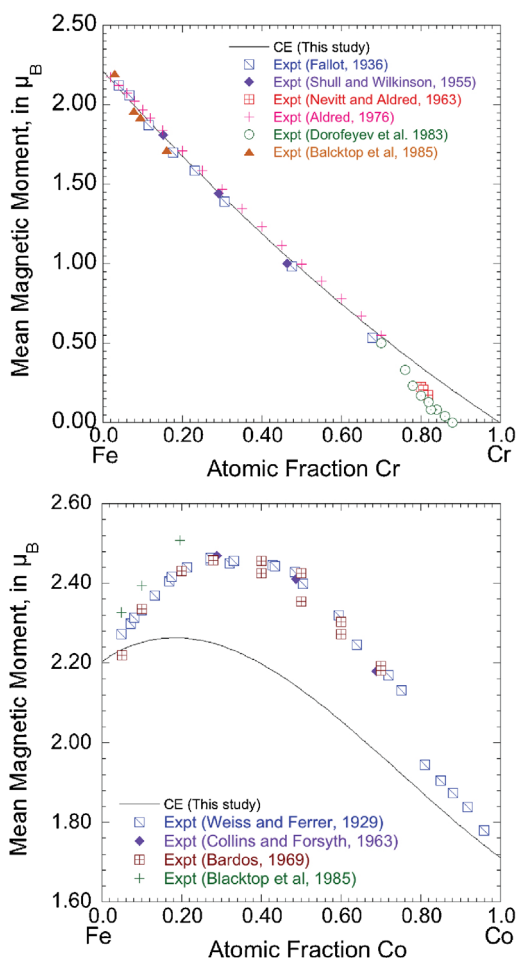 2.50
CE (This study)
Expt (Fallot, 1936)
Expt (Shull and Wilkinson, 1955)
Expt (Nevitt and Aldred, 1963)
Expt (Aldred, 1976)
Expt (Dorofeyev et al. 1983)
Expt (Balcktop et al, 1985)
2.00
1.50
1.00
0.50
0.00
Mean Magnetic Moment, in μB
0.0 0.20 0.40 0.60 0.80 1.0
Fe Cr
Atomic Fraction Cr
2.60
2.40
2.20
2.00
1.80
1.60
Mean Magnetic Moment, in μB
CE (This study)
Expt (Weiss and Ferrer, 1929)
Expt (Collins and Forsyth, 1963)
Expt (Bardos, 1969)
Expt (Blacktop et al, 1985)
0.0 0.20 0.40 0.60 0.80 1.0
Fe Co
Atomic Fraction Co